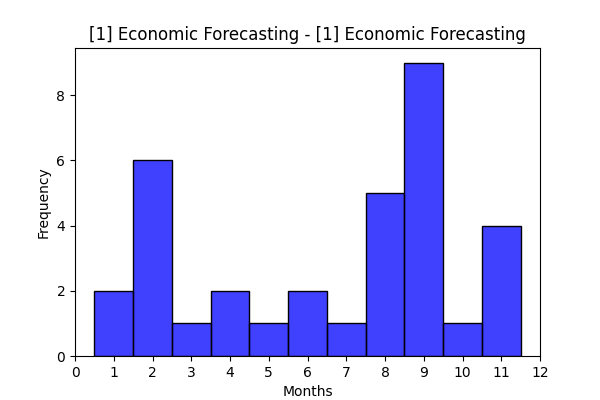 [1] Economic Forecasting - [1] Economic Forecasting
Frequency
8
6
4
2
0
0 1 2 3 4 5 6 7 8 9 10 11 12
Months